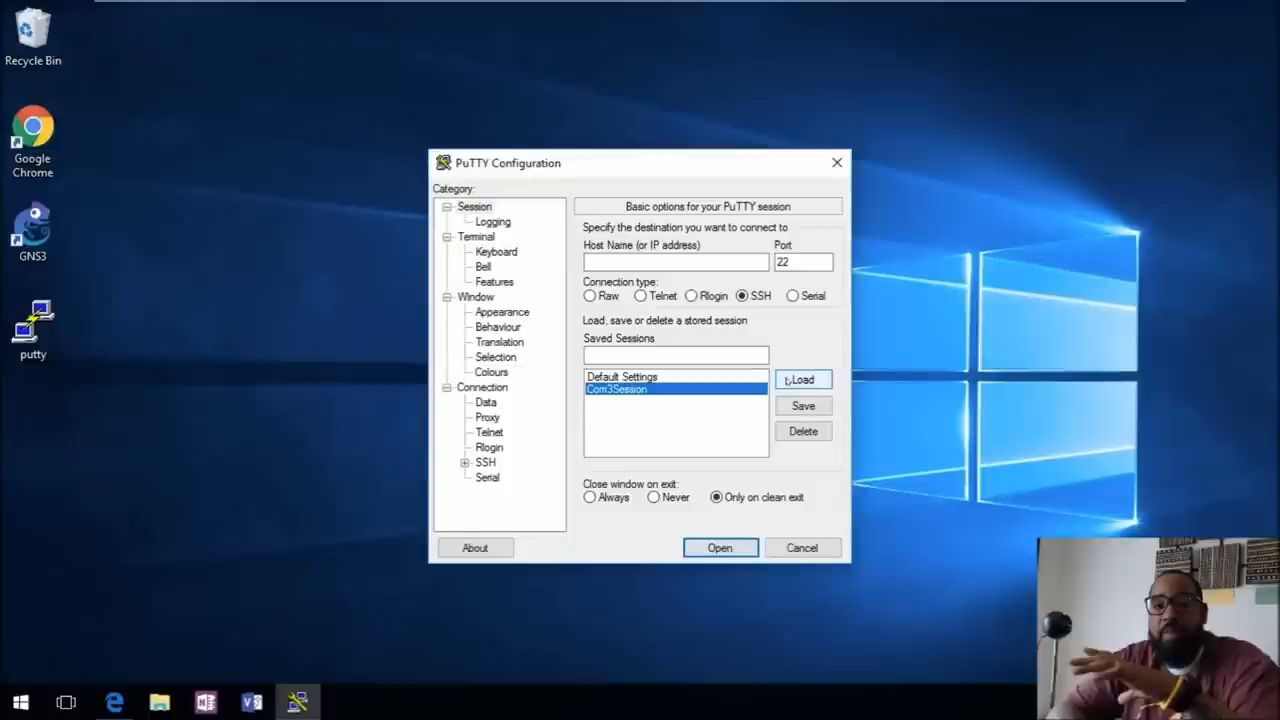 Recycle Bin
Google
Chrome
GNS3
putty
PuTTY Configuration
Category:
Session
Logging
Terminal
Keyboard
Bell
Features
Window
Appearance
Behaviour
Translation
Selection
Colours
Connection
Data
Proxy
Telnet
Rlogin
SSH
Serial
Basic options for your PuTTY session
Specify the destination you want to connect to
Host Name (or IP address) Port
22
Connection type:
Raw Telnet Rlogin SSH Serial
Load, save or delete a stored session
Saved Sessions
Default Settings
Com3Session
Load
Save
Delete
Close window on exit:
Always Never Only on clean exit
About Open Cancel